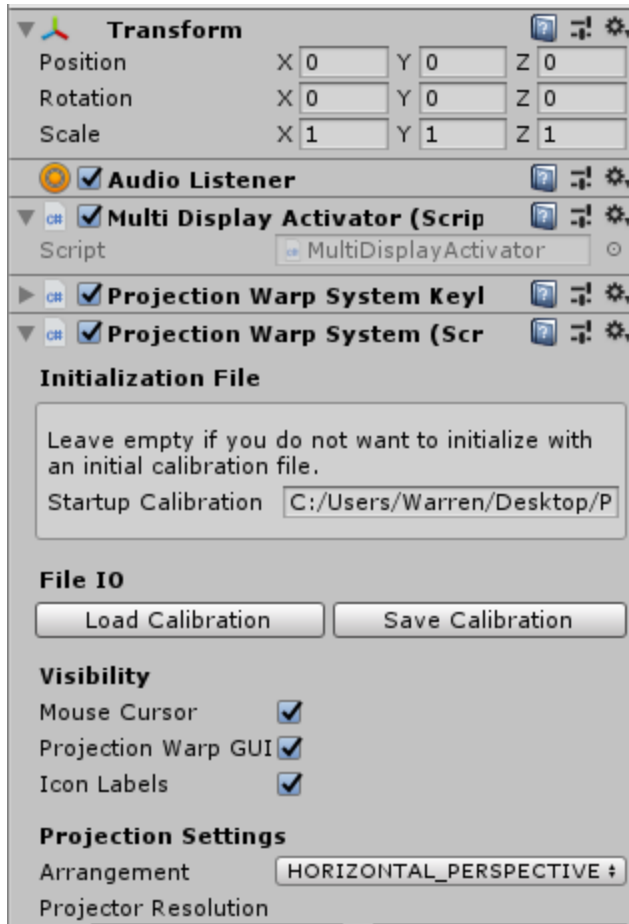 Transform
Position X 0 Y 0 Z 0
Rotation X 0 Y 0 Z 0
Scale X 1 Y 1 Z 1
Audio Listener
c# Multi Display Activator (Scrip
Script MultiDisplayActivator
c# Projection Warp System Keyl
c# Projection Warp System (Scr
Initialization File
Leave empty if you do not want to initialize with
an initial calibration file.
Startup Calibration C:/Users/Warren/Desktop/P
File IO
Load Calibration Save Calibration
Visibility
Mouse Cursor
Projection Warp GUI
Icon Labels
Projection Settings
Arrangement HORIZONTAL_PERSPECTIVE
Projector Resolution